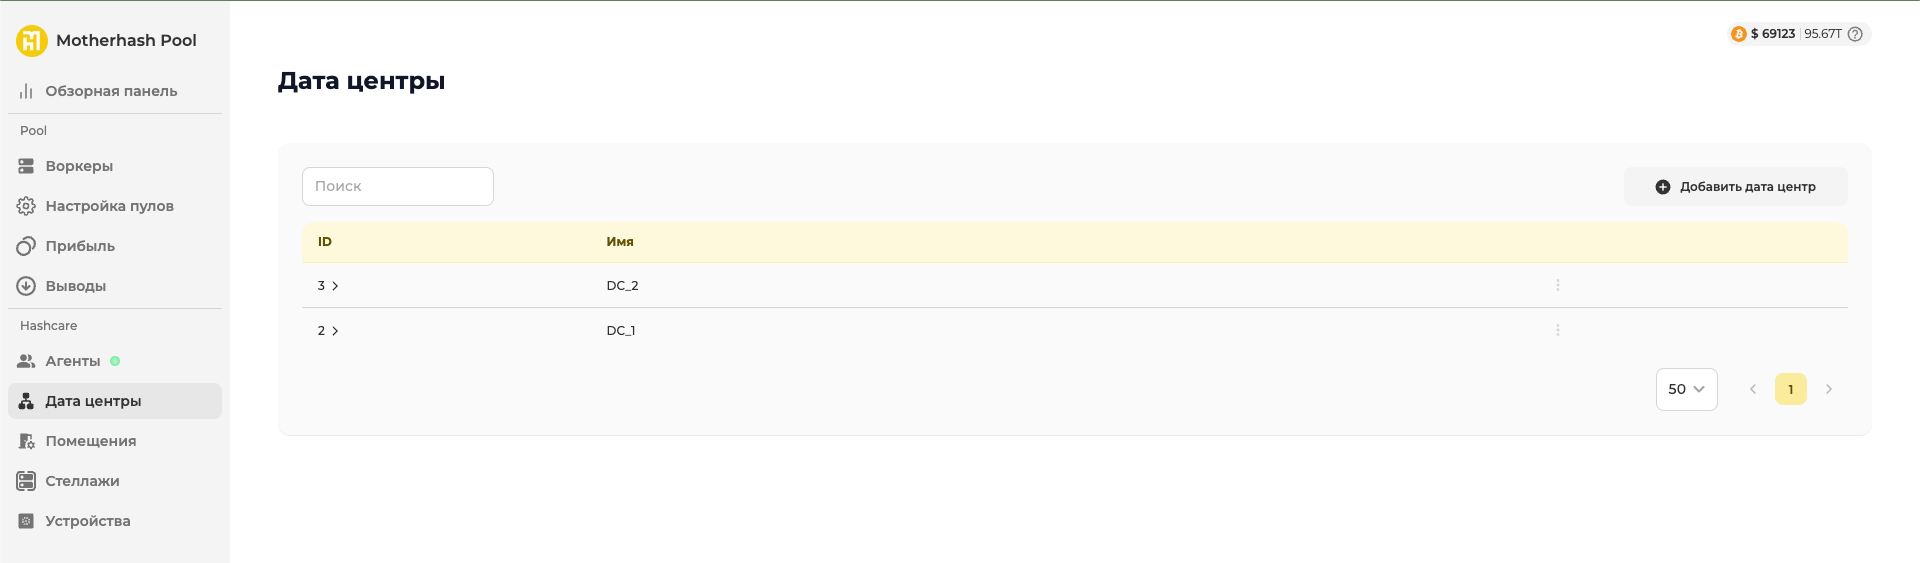 Motherhash Pool
$ 69123 95.67T
Обзорная панель
Pool
Воркеры
Настройка пулов
Прибыль
Выводы
Hashcare
Агенты
Дата центры
Помещения
Стеллажи
Устройства
Дата центры
Поиск
Добавить дата центр
ID Имя
3 DC_2
2 DC_1
50 1